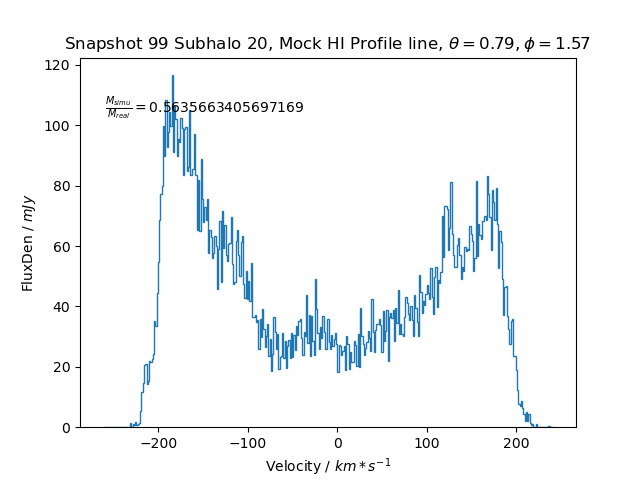 Snapshot 99 Subhalo 20, Mock HI Profile line, θ = 0.79, ϕ = 1.57
M_simu/M_real = 0.5635663405697169
FluxDen / mJy
120
100
80
60
40
20
0
−200 −100 0 100 200
Velocity / km * s⁻¹